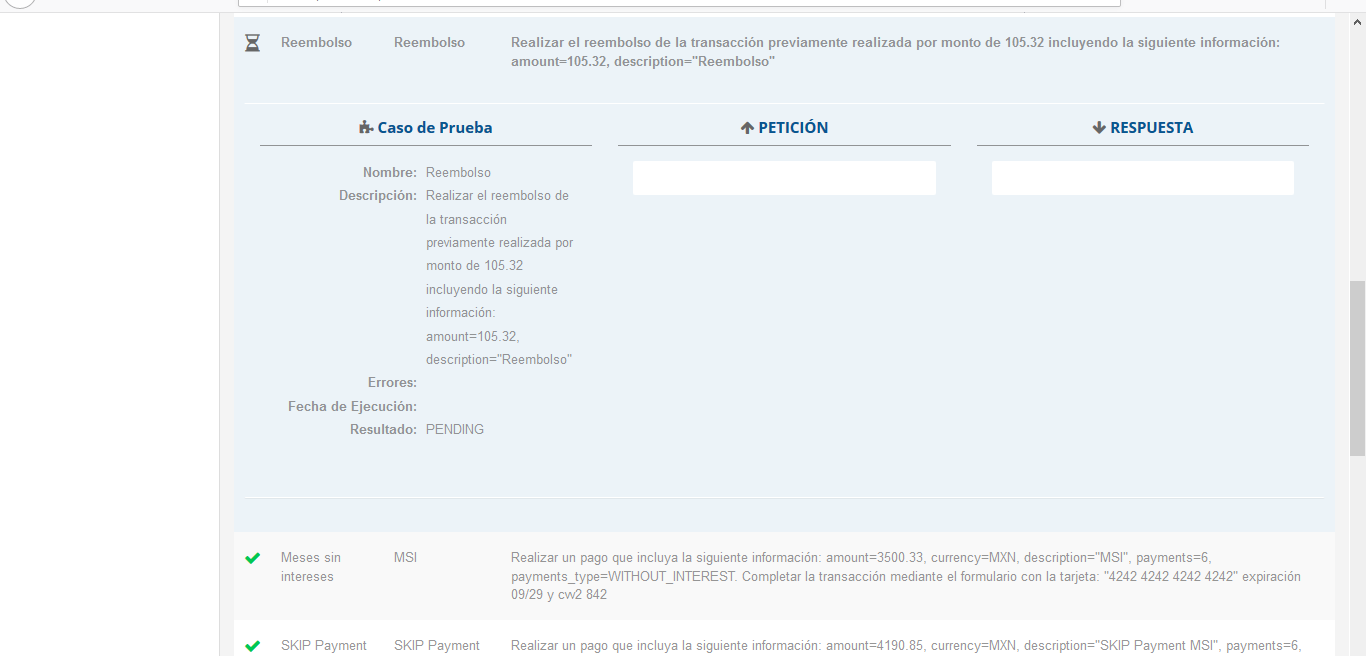 Reembolso Reembolso Realizar el reembolso de la transacción previamente realizada por monto de 105.32 incluyendo la siguiente información:
amount=105.32, description="Reembolso"
Caso de Prueba PETICIÓN RESPUESTA
Nombre: Reembolso
Descripción: Realizar el reembolso de
la transacción
previamente realizada por
monto de 105.32
incluyendo la siguiente
información:
amount=105.32,
description="Reembolso"
Errores:
Fecha de Ejecución:
Resultado: PENDING
Meses sin MSI Realizar un pago que incluya la siguiente información: amount=3500.33, currency=MXN, description="MSI", payments=6,
intereses payments_type=WITHOUT_INTEREST. Completar la transacción mediante el formulario con la tarjeta: "4242 4242 4242 4242" expiración
09/29 y cvv2 842
SKIP Payment SKIP Payment Realizar un pago que incluya la siguiente información: amount=4190.85, currency=MXN, description="SKIP Payment MSI", payments=6,